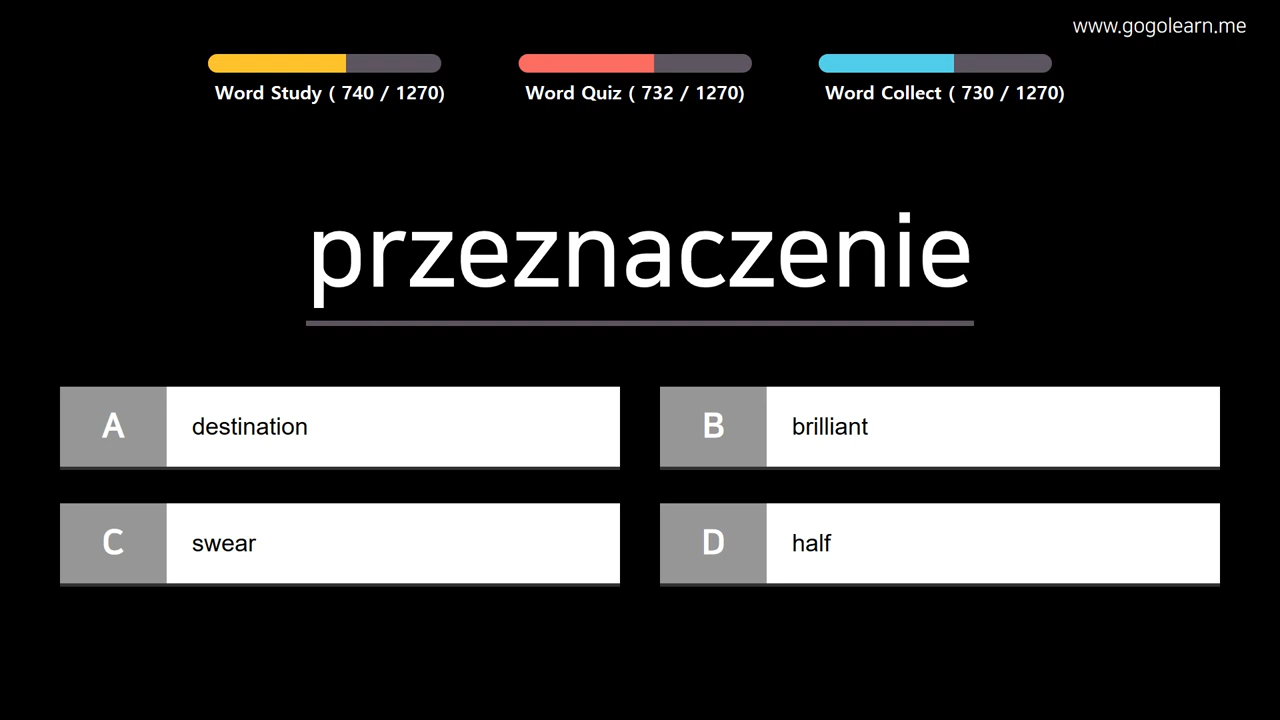 www.gogolearn.me
Word Study ( 740 / 1270)
Word Quiz ( 732 / 1270)
Word Collect ( 730 / 1270)
przeznaczenie
A destination
B brilliant
C swear
D half